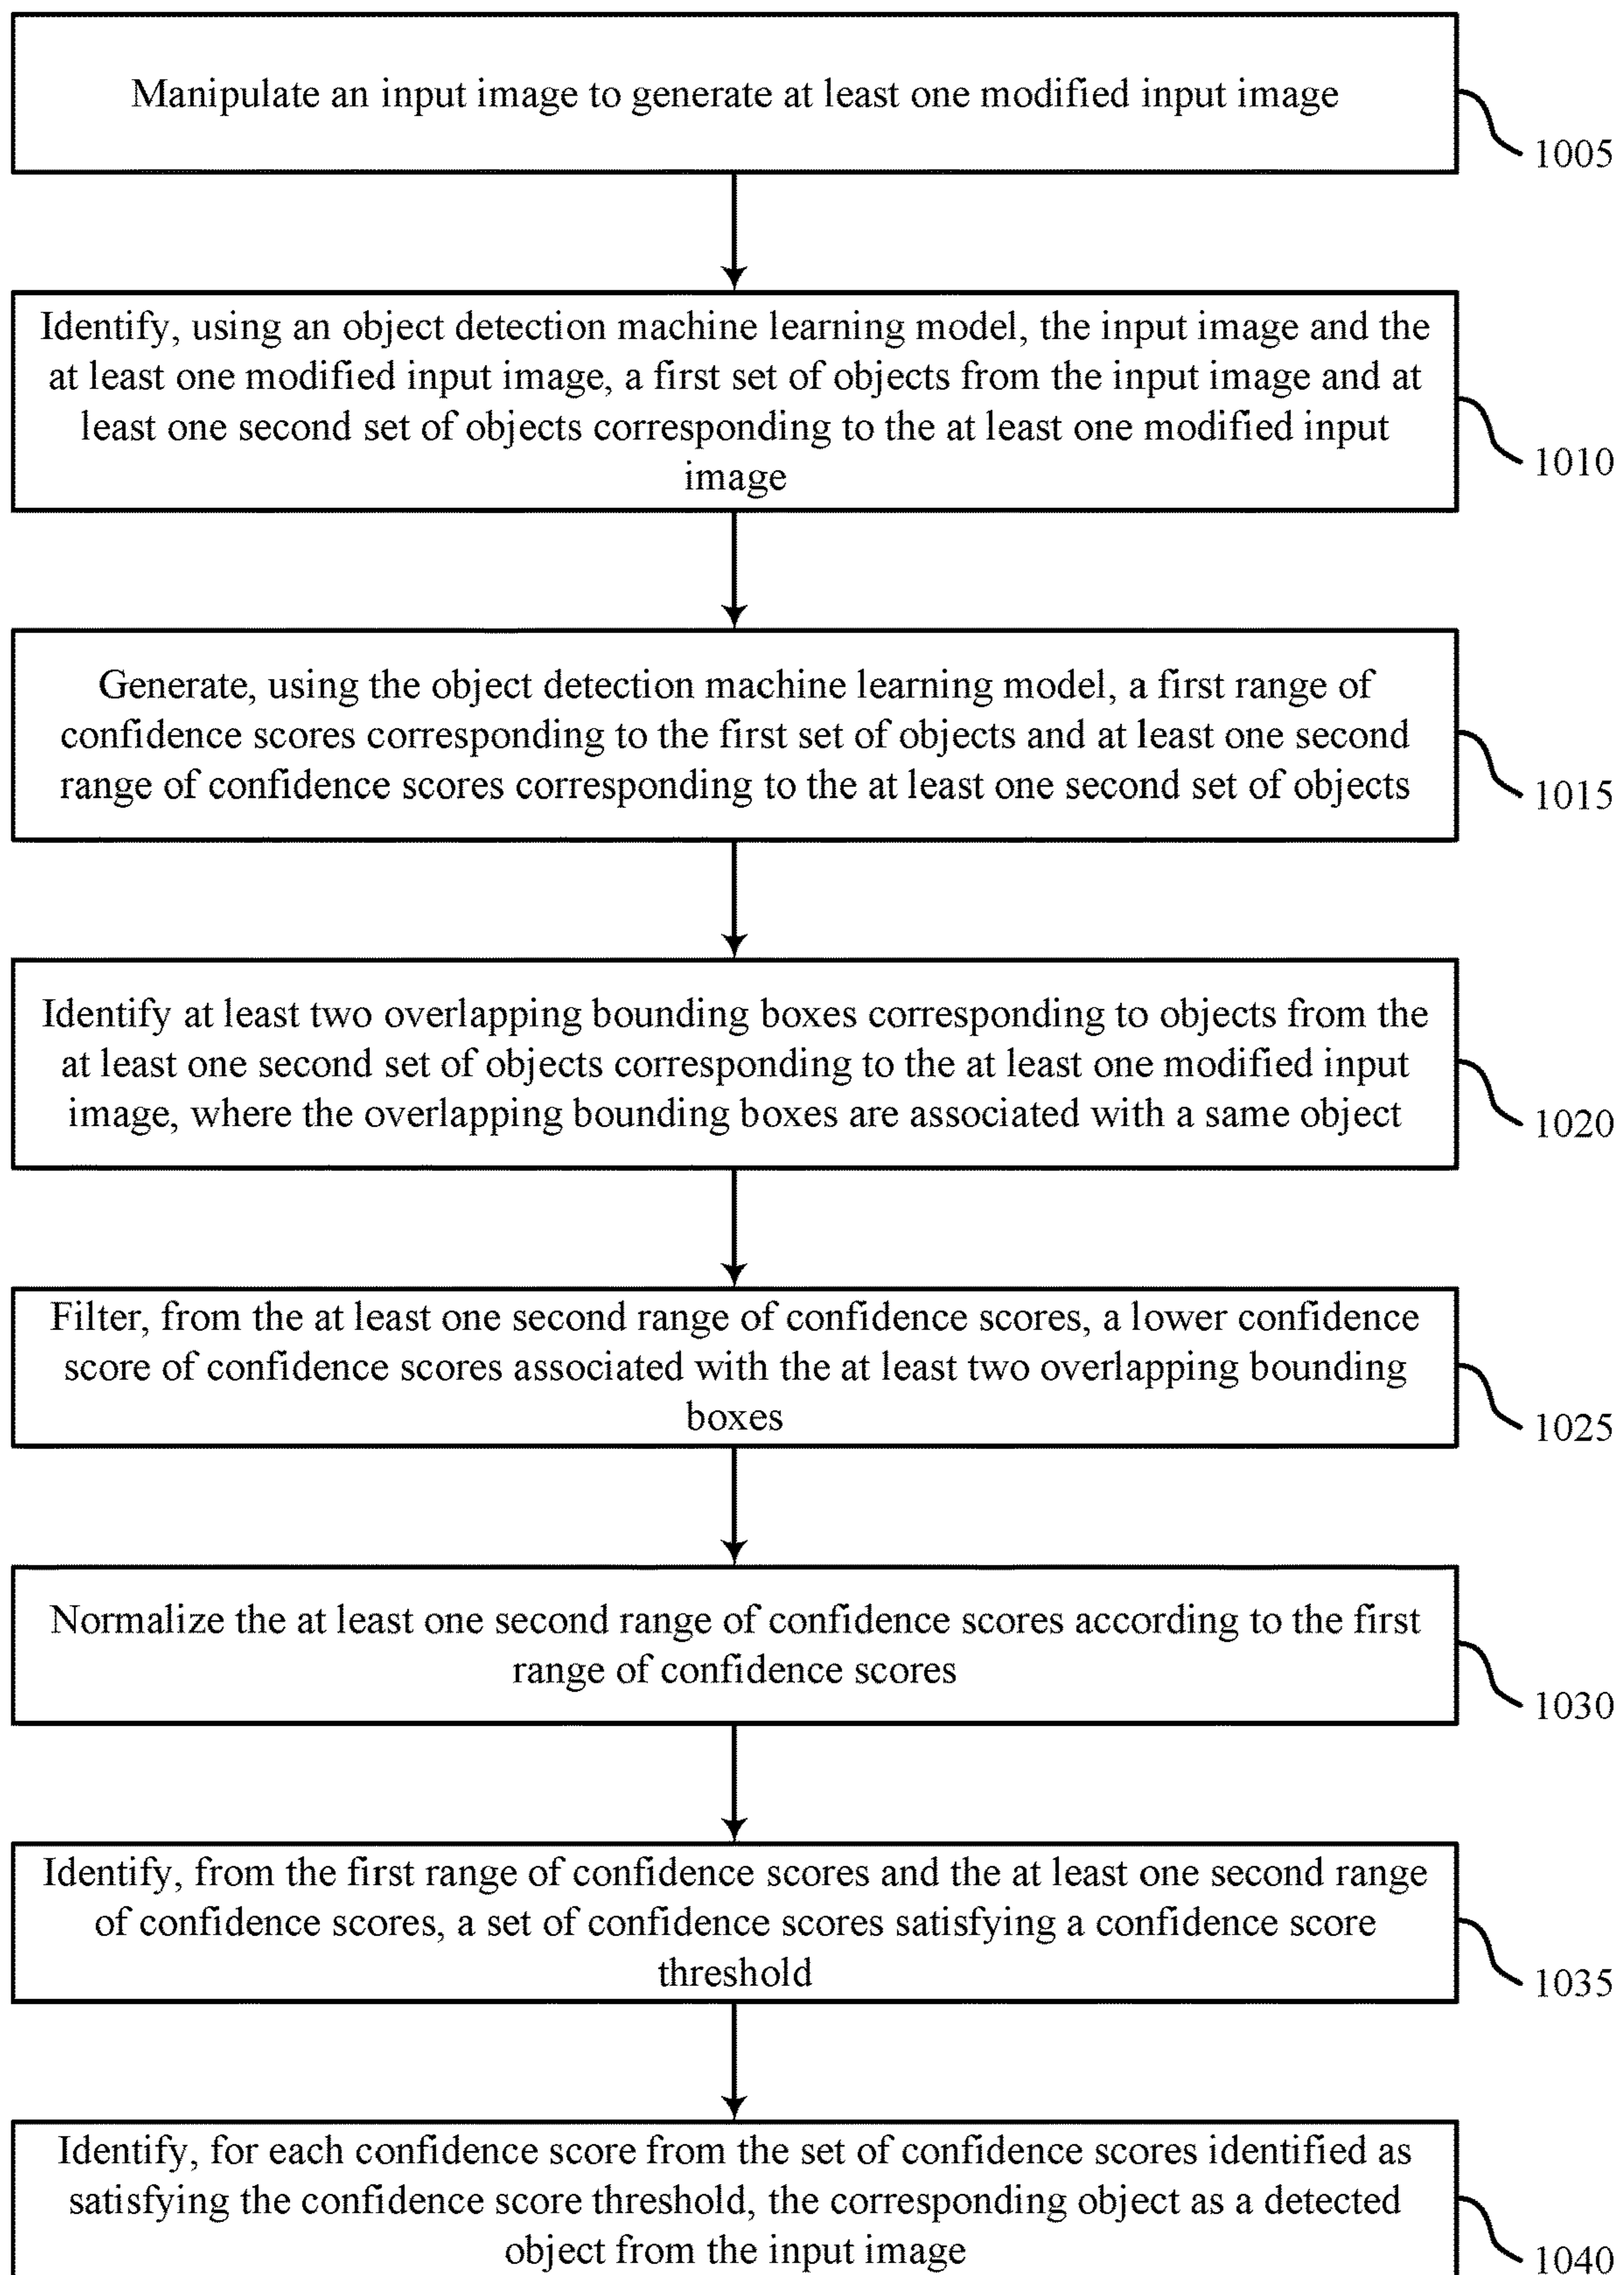 Manipulate an input image to generate at least one modified input image
1005
Identify, using an object detection machine learning model, the input image and the
at least one modified input image, a first set of objects from the input image and at
least one second set of objects corresponding to the at least one modified input
image
1010
Generate, using the object detection machine learning model, a first range of
confidence scores corresponding to the first set of objects and at least one second
range of confidence scores corresponding to the at least one second set of objects
1015
Identify at least two overlapping bounding boxes corresponding to objects from the
at least one second set of objects corresponding to the at least one modified input
image, where the overlapping bounding boxes are associated with a same object
1020
Filter, from the at least one second range of confidence scores, a lower confidence
score of confidence scores associated with the at least two overlapping bounding
boxes
1025
Normalize the at least one second range of confidence scores according to the first
range of confidence scores
1030
Identify, from the first range of confidence scores and the at least one second range
of confidence scores, a set of confidence scores satisfying a confidence score
threshold
1035
Identify, for each confidence score from the set of confidence scores identified as
satisfying the confidence score threshold, the corresponding object as a detected
object from the input image
1040